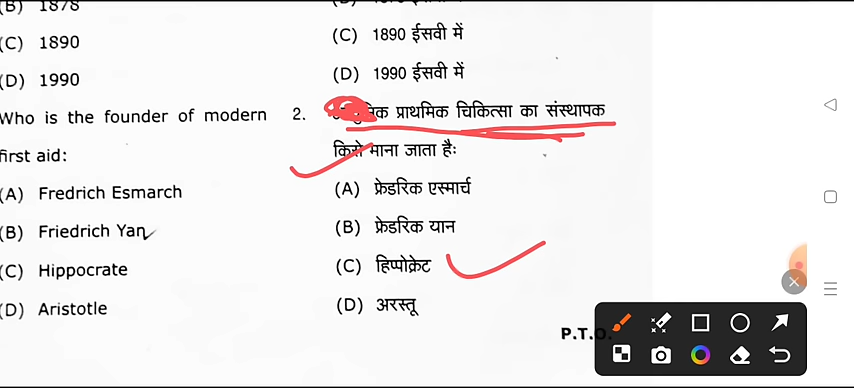 (B) 1878
(C) 1890
(D) 1990
Who is the founder of modern
first aid:
(A) Fredrich Esmarch
(B) Friedrich Yan
(C) Hippocrate
(D) Aristotle
(C) 1890 ईसवी में
(D) 1990 ईसवी में
2. प्राथमिक चिकित्सा का संस्थापक
किसे माना जाता है:
(A) फ्रेडरिक एस्मार्च
(B) फ्रेडरिक यान
(C) हिप्पोक्रेट
(D) अरस्तू
P.T.O.